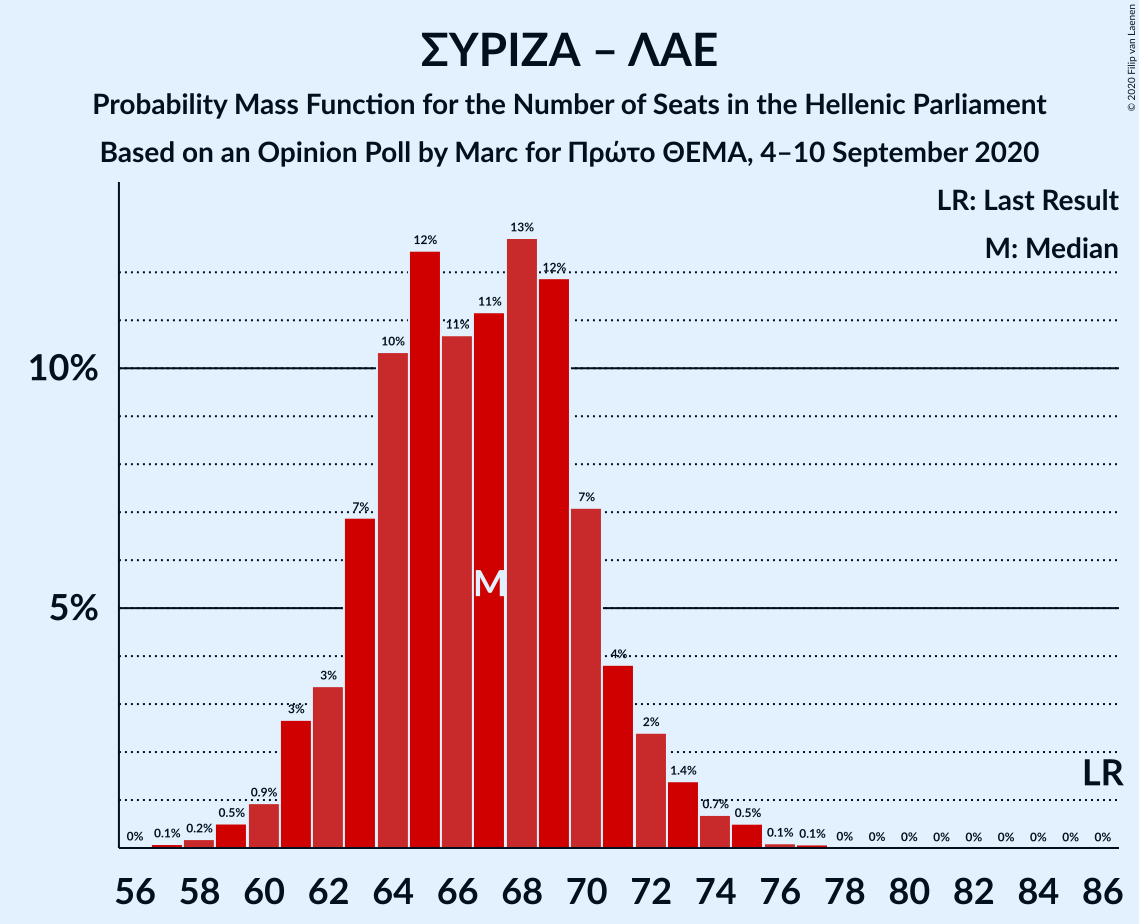 © 2020 Filip van Laenen
ΣΥΡΙΖΑ – ΛΑΕ
Probability Mass Function for the Number of Seats in the Hellenic Parliament
Based on an Opinion Poll by Marc for Πρώτο ΘΕΜΑ, 4–10 September 2020
LR: Last Result
M: Median
10%
5%
0% 0.1% 0.2% 0.5% 0.9% 3% 3% 7% 10% 12% 11% 11% 13% 12% 7% 4% 2% 1.4% 0.7% 0.5% 0.1% 0.1% 0% 0% 0% 0% 0% 0% 0% 0% 0%
M
LR
56 58 60 62 64 66 68 70 72 74 76 78 80 82 84 86